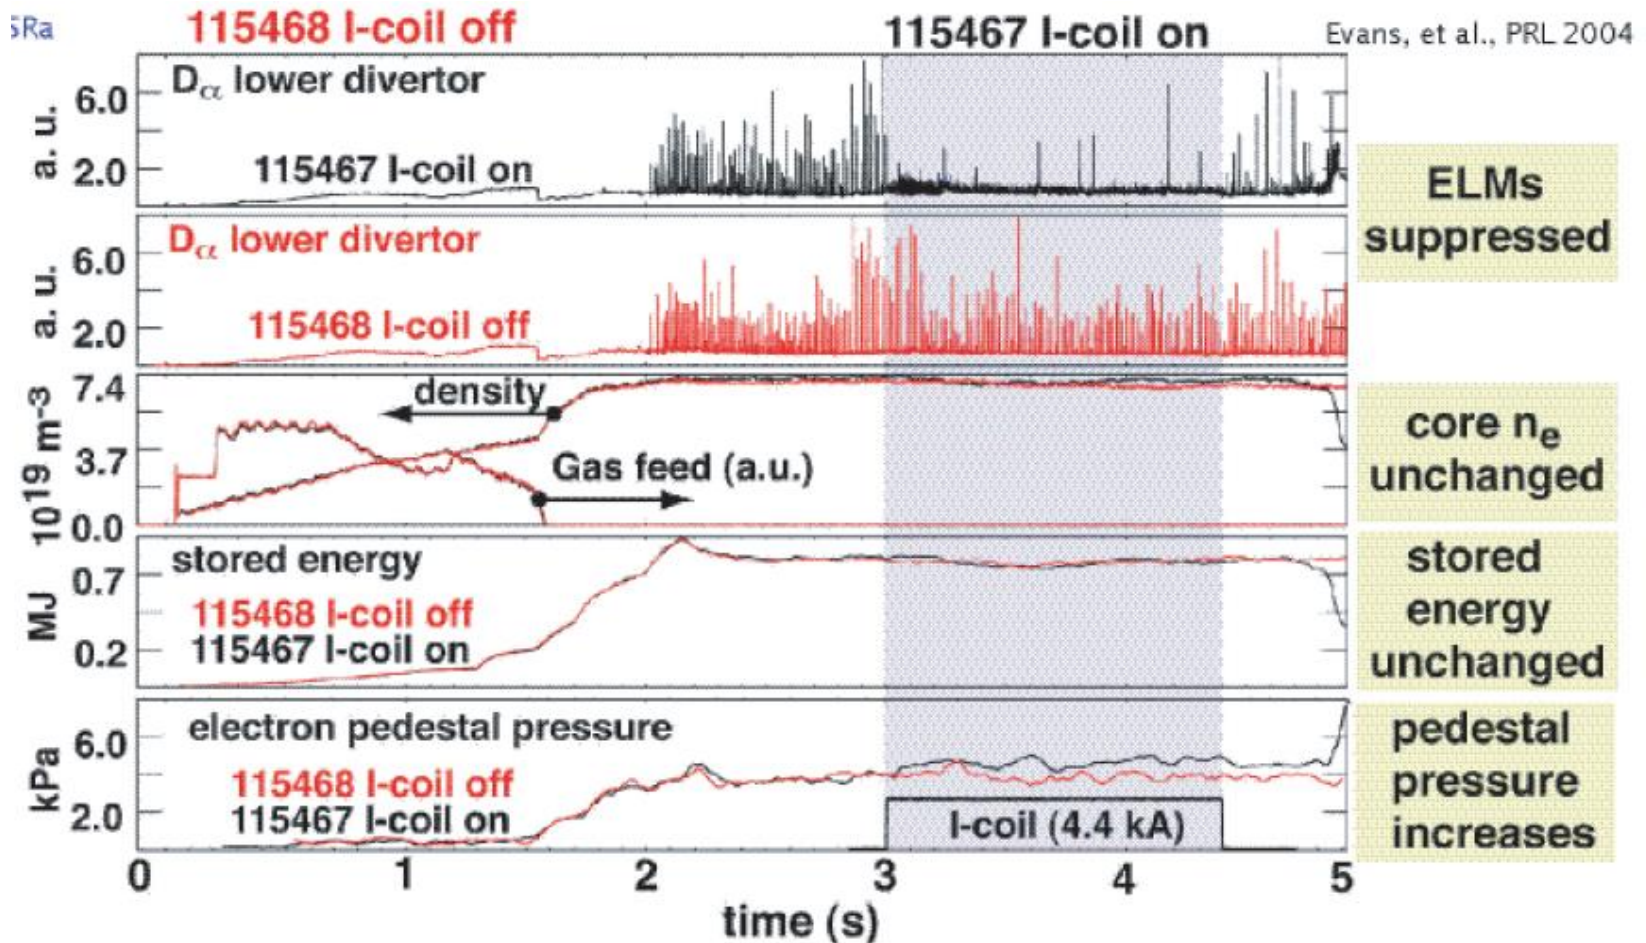 SRa
115468 I-coil off
115467 I-coil on
Evans, et al., PRL 2004
Dα lower divertor
6.0
a. u.
2.0
115467 I-coil on
ELMs
suppressed
Dα lower divertor
6.0
a. u.
2.0
115468 I-coil off
7.4
density
10¹⁹ m⁻³
3.7
Gas feed (a.u.)
0.0
core nₑ
unchanged
stored energy
0.7
MJ
115468 I-coil off
115467 I-coil on
0.2
stored
energy
unchanged
electron pedestal pressure
6.0
kPa
115468 I-coil off
115467 I-coil on
2.0
I-coil (4.4 kA)
pedestal
pressure
increases
0 1 2 3 4 5
time (s)